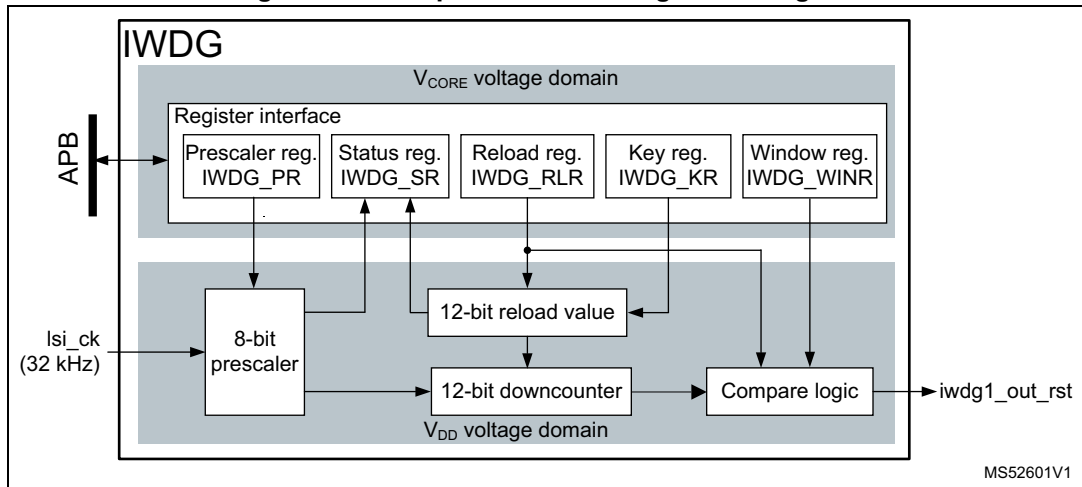 IWDG
V_CORE voltage domain
Register interface
Prescaler reg.
IWDG_PR
Status reg.
IWDG_SR
Reload reg.
IWDG_RLR
Key reg.
IWDG_KR
Window reg.
IWDG_WINR
APB
lsi_ck
(32 kHz)
8-bit
prescaler
12-bit reload value
12-bit downcounter
Compare logic
iwdg1_out_rst
V_DD voltage domain
MS52601V1